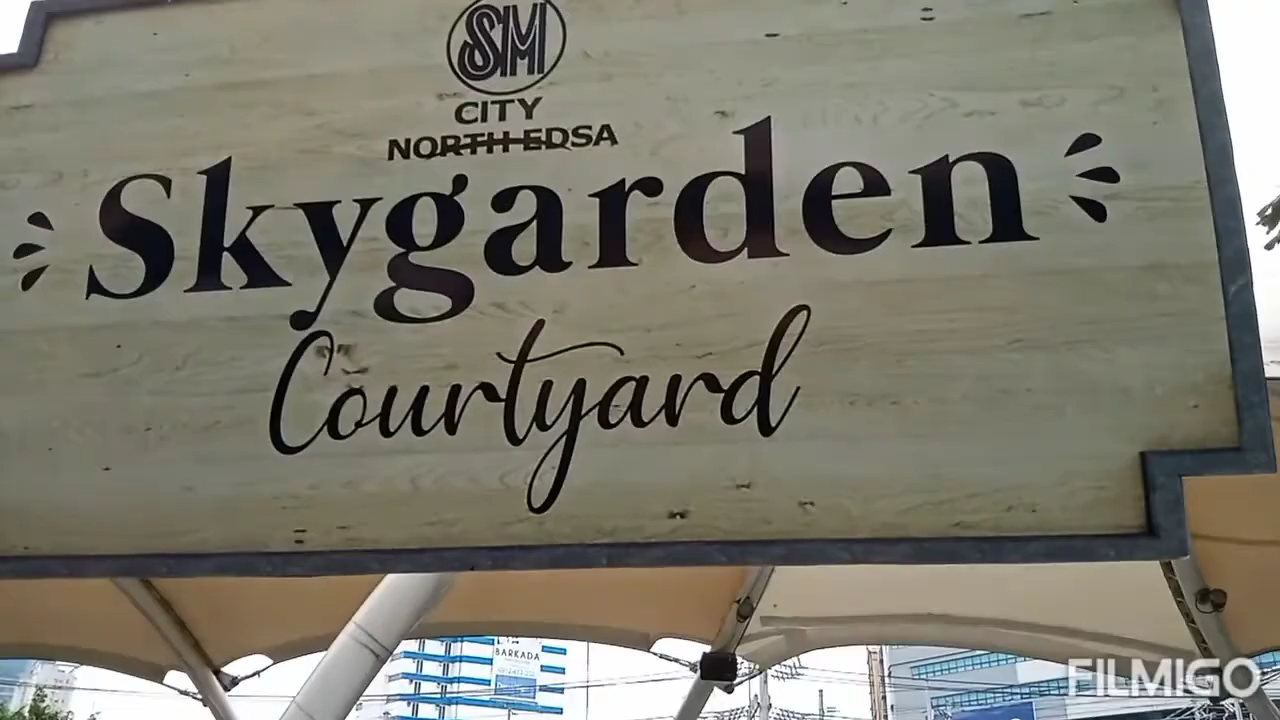 SM
CITY
NORTH EDSA
Skygarden
Courtyard
BARKADA
FILMIGO